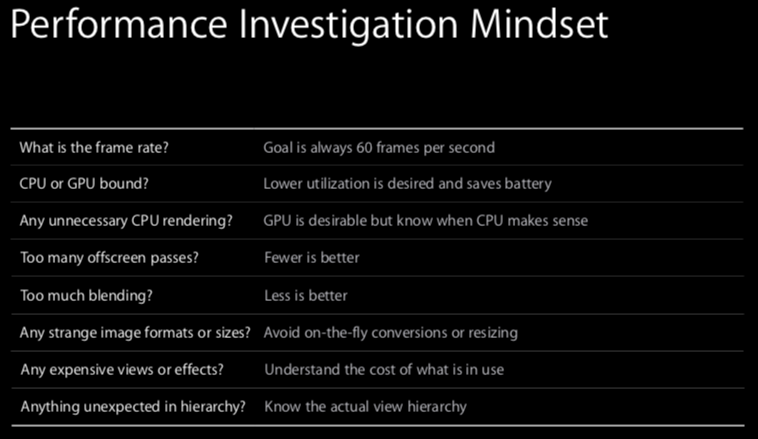 Performance Investigation Mindset
What is the frame rate? Goal is always 60 frames per second
CPU or GPU bound? Lower utilization is desired and saves battery
Any unnecessary CPU rendering? GPU is desirable but know when CPU makes sense
Too many offscreen passes? Fewer is better
Too much blending? Less is better
Any strange image formats or sizes? Avoid on-the-fly conversions or resizing
Any expensive views or effects? Understand the cost of what is in use
Anything unexpected in hierarchy? Know the actual view hierarchy